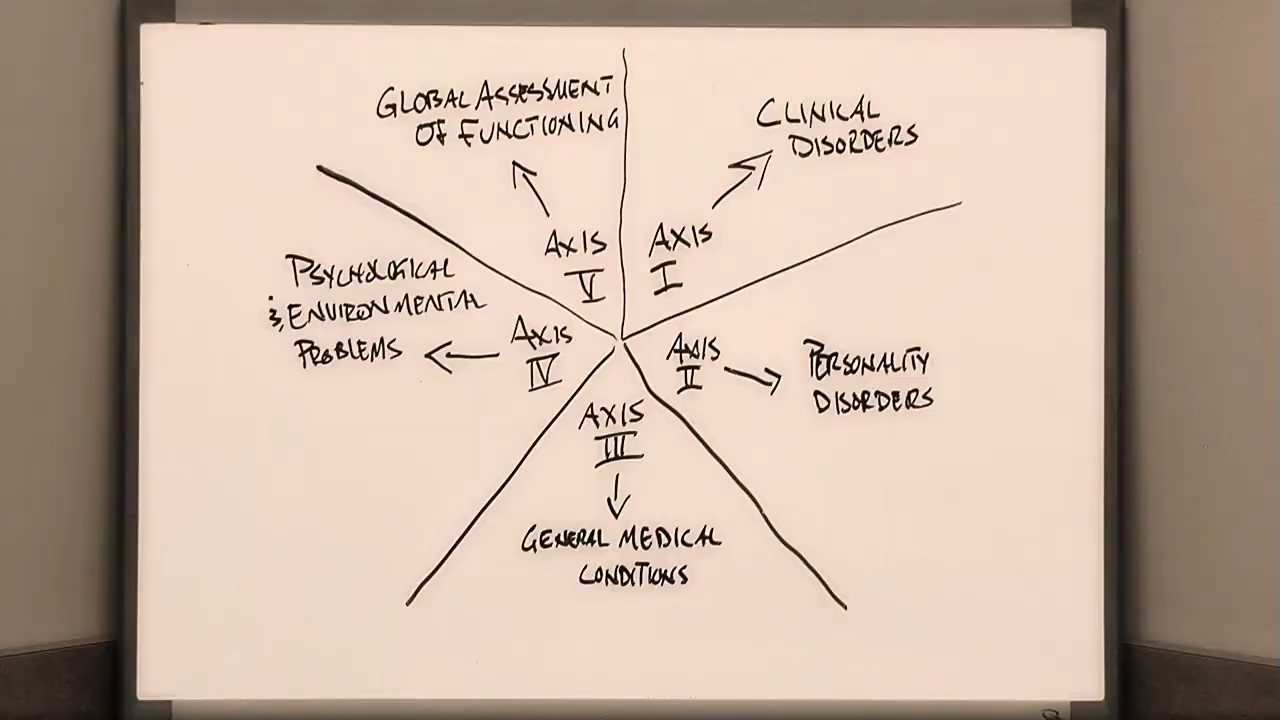 GLOBAL ASSESSMENT
OF FUNCTIONING
CLINICAL
DISORDERS
AXIS
V
AXIS
I
PSYCHOLOGICAL
& ENVIRONMENTAL
PROBLEMS
AXIS
IV
AXIS
II
PERSONALITY
DISORDERS
AXIS
III
GENERAL MEDICAL
CONDITIONS